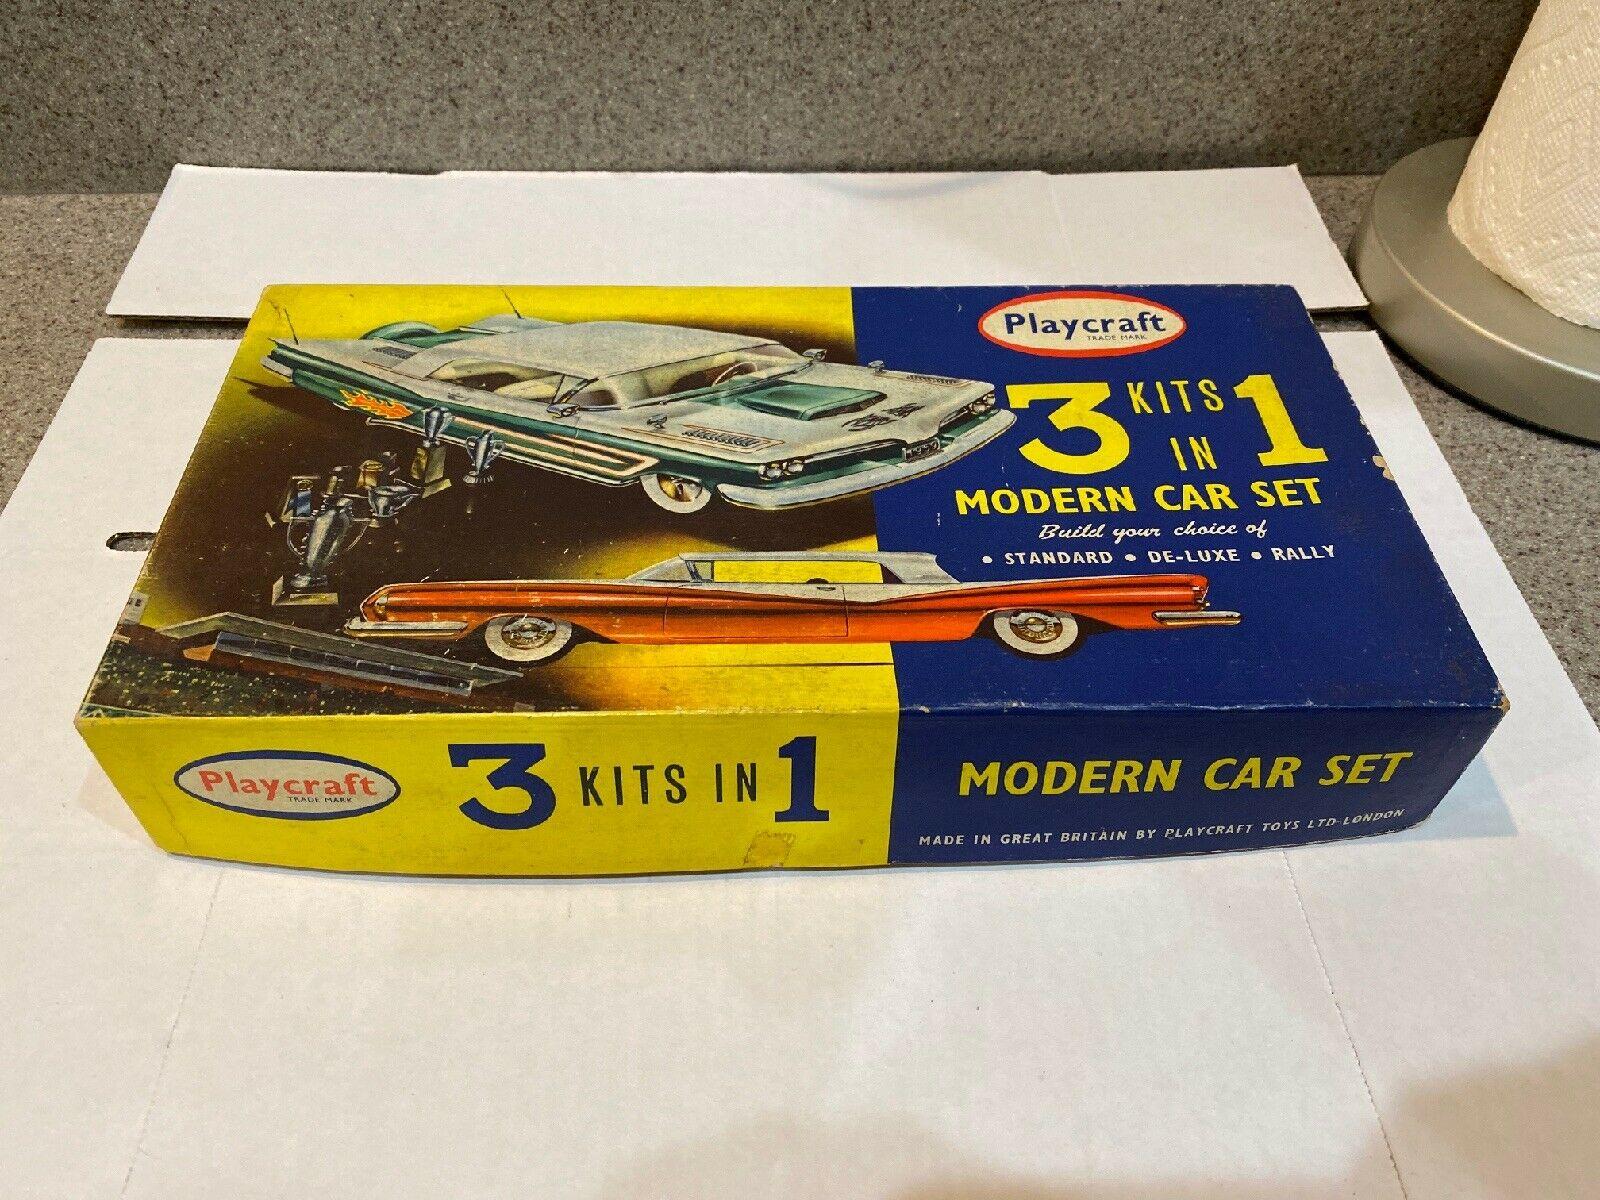 Playcraft
TRADE MARK
3 KITS IN 1
MODERN CAR SET
Build your choice of
• STANDARD • DE-LUXE • RALLY
Playcraft
TRADE MARK
3 KITS IN 1
MODERN CAR SET
MADE IN GREAT BRITAIN BY PLAYCRAFT TOYS LTD-LONDON